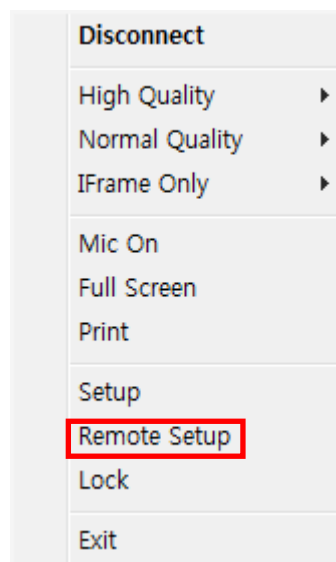 Disconnect
High Quality
Normal Quality
IFrame Only
Mic On
Full Screen
Print
Setup
Remote Setup
Lock
Exit